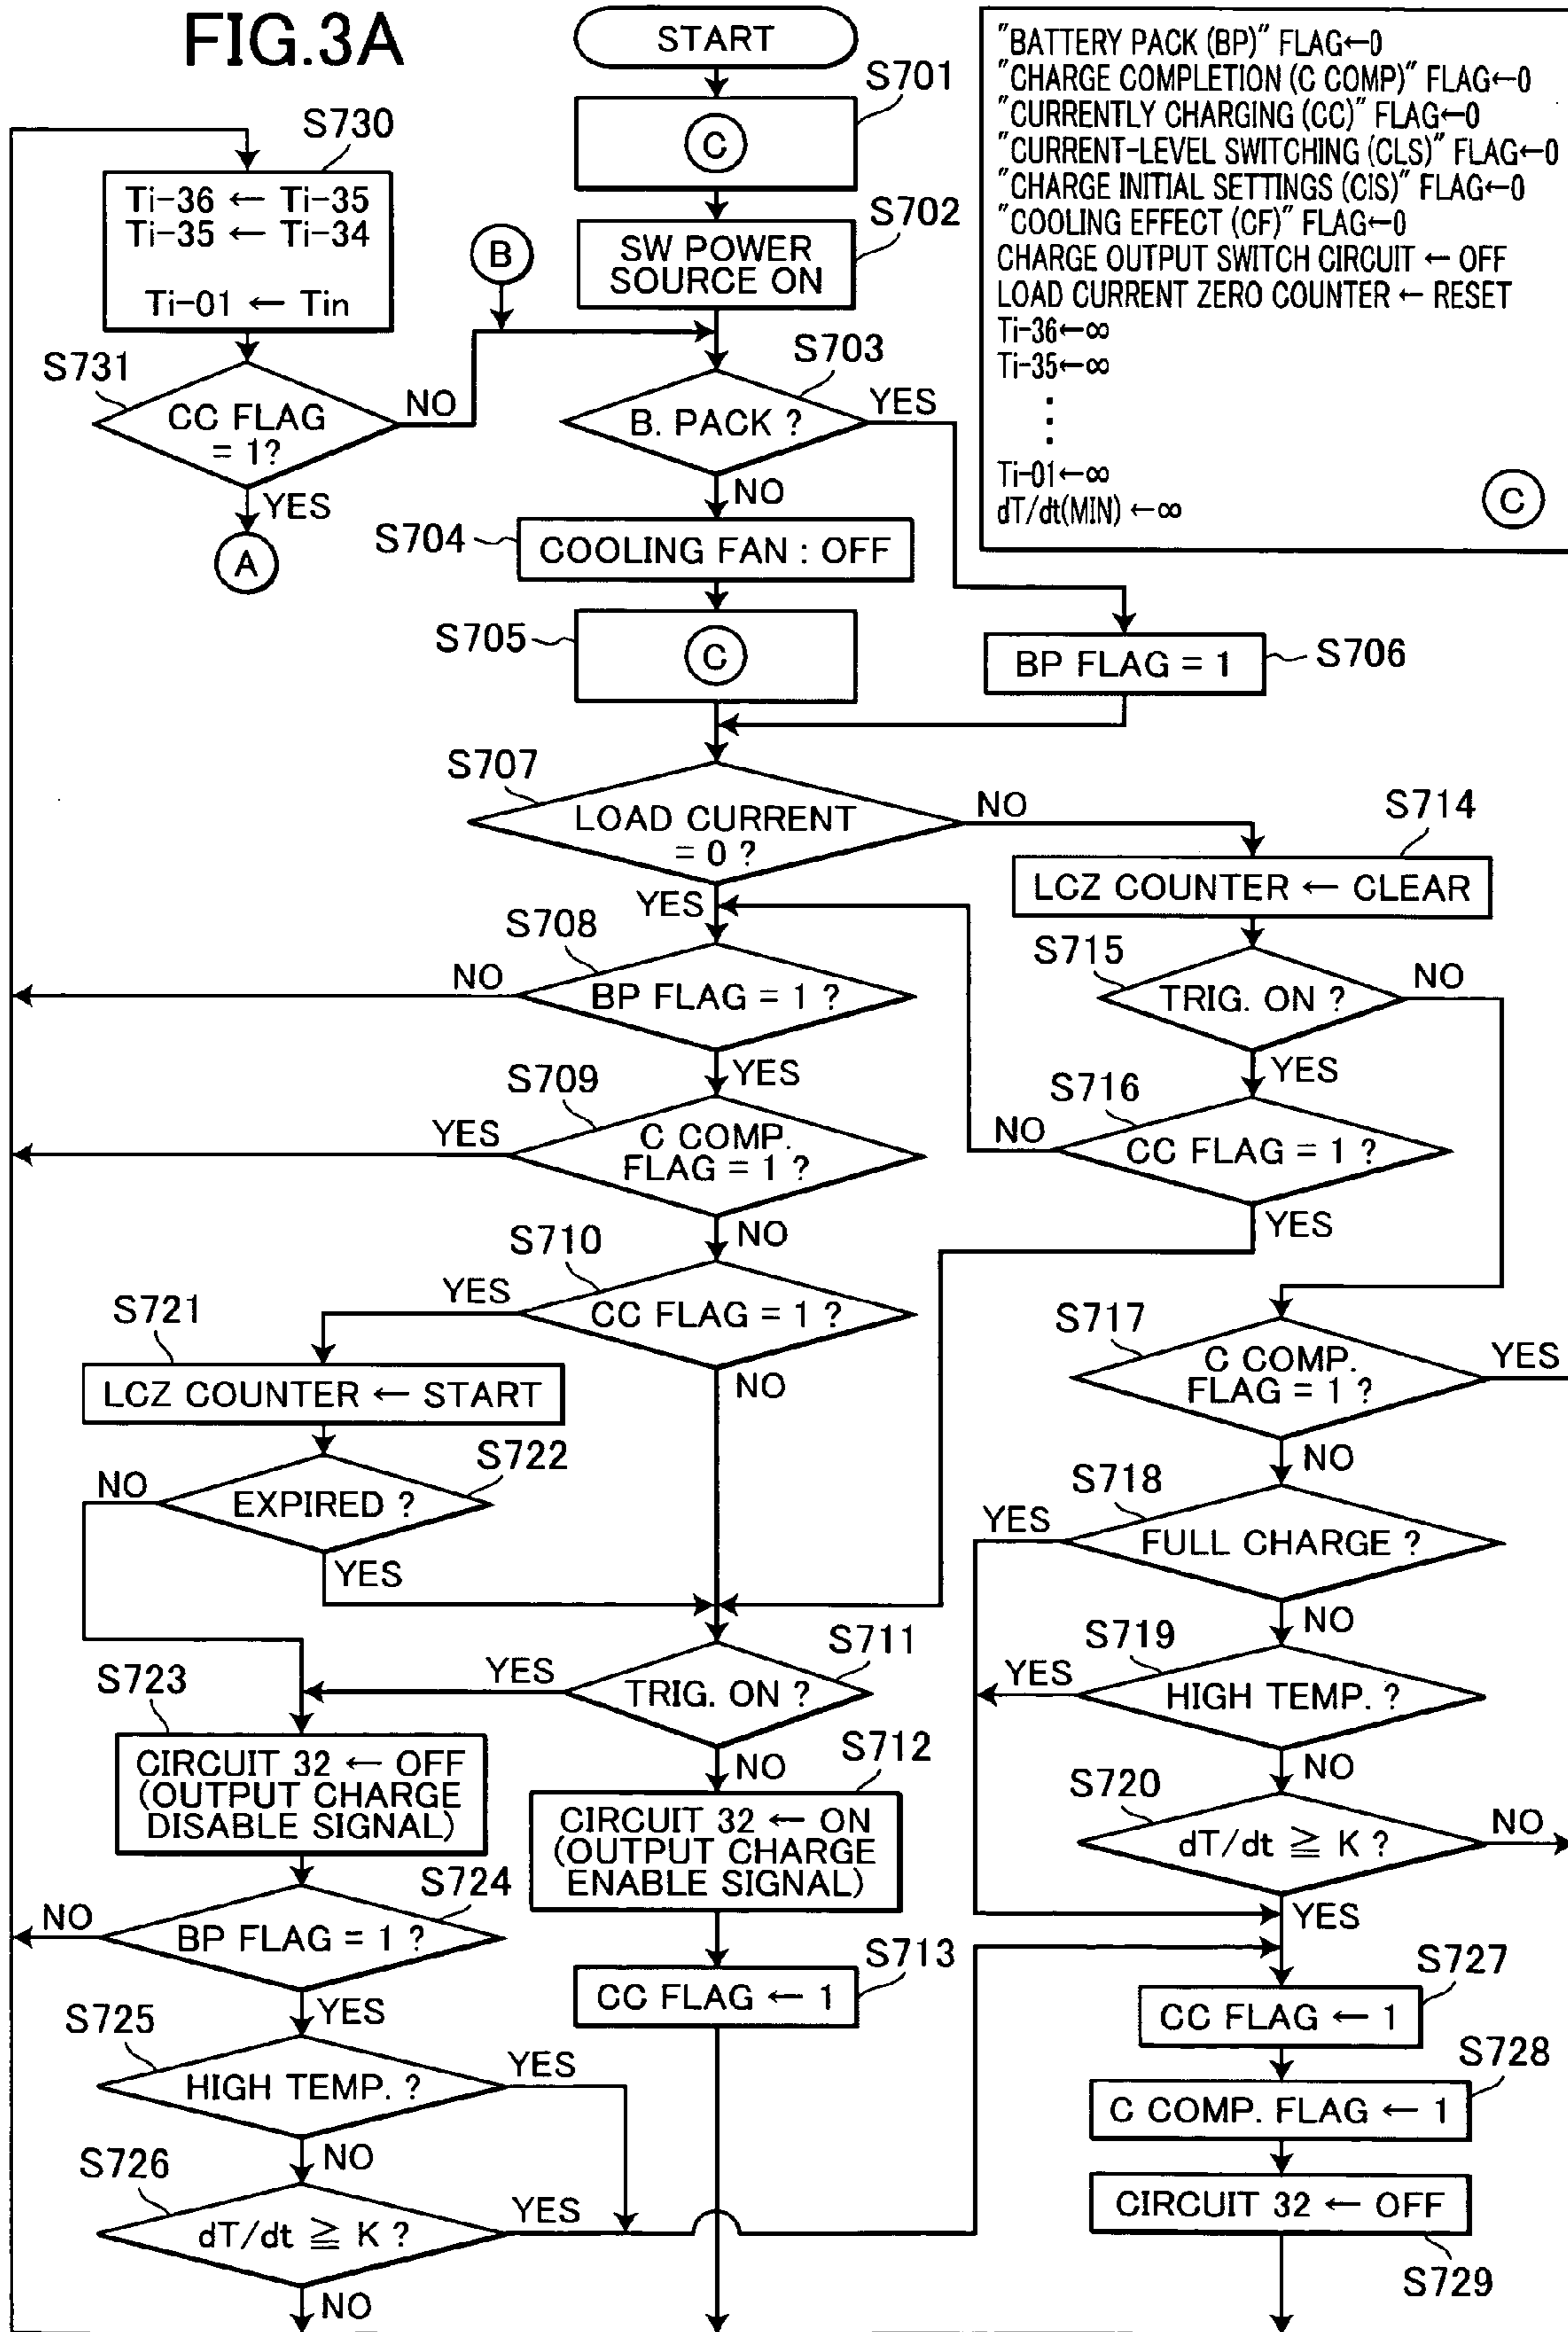 FIG.3A
START
S701
C
S702
SW POWER
SOURCE ON
"BATTERY PACK (BP)" FLAG←0
"CHARGE COMPLETION (C COMP)" FLAG←0
"CURRENTLY CHARGING (CC)" FLAG←0
"CURRENT-LEVEL SWITCHING (CLS)" FLAG←0
"CHARGE INITIAL SETTINGS (CIS)" FLAG←0
"COOLING EFFECT (CF)" FLAG←0
CHARGE OUTPUT SWITCH CIRCUIT ← OFF
LOAD CURRENT ZERO COUNTER ← RESET
Ti-36←∞
Ti-35←∞
Ti-01←∞
dT/dt(MIN) ←∞
C
S730
Ti-36 ← Ti-35
Ti-35 ← Ti-34
Ti-01 ← Tin
B
S731
CC FLAG
= 1?
NO
YES
A
S703
B. PACK ?
YES
NO
S704
COOLING FAN : OFF
S705
C
BP FLAG = 1
S706
S707
LOAD CURRENT
= 0 ?
NO
YES
S714
LCZ COUNTER ← CLEAR
S708
BP FLAG = 1 ?
NO
YES
S715
TRIG. ON ?
NO
YES
S709
C COMP.
FLAG = 1 ?
YES
NO
S716
CC FLAG = 1 ?
NO
YES
S710
CC FLAG = 1 ?
YES
NO
S721
LCZ COUNTER ← START
S722
EXPIRED ?
NO
YES
S717
C COMP.
FLAG = 1 ?
YES
NO
S718
FULL CHARGE ?
YES
NO
S711
TRIG. ON ?
YES
NO
S719
HIGH TEMP. ?
YES
NO
S723
CIRCUIT 32 ← OFF
(OUTPUT CHARGE
DISABLE SIGNAL)
S712
CIRCUIT 32 ← ON
(OUTPUT CHARGE
ENABLE SIGNAL)
S720
dT/dt ≧ K ?
NO
YES
S724
BP FLAG = 1 ?
NO
YES
S713
CC FLAG ← 1
S727
CC FLAG ← 1
S725
HIGH TEMP. ?
YES
NO
S728
C COMP. FLAG ← 1
S726
dT/dt ≧ K ?
YES
NO
CIRCUIT 32 ← OFF
S729